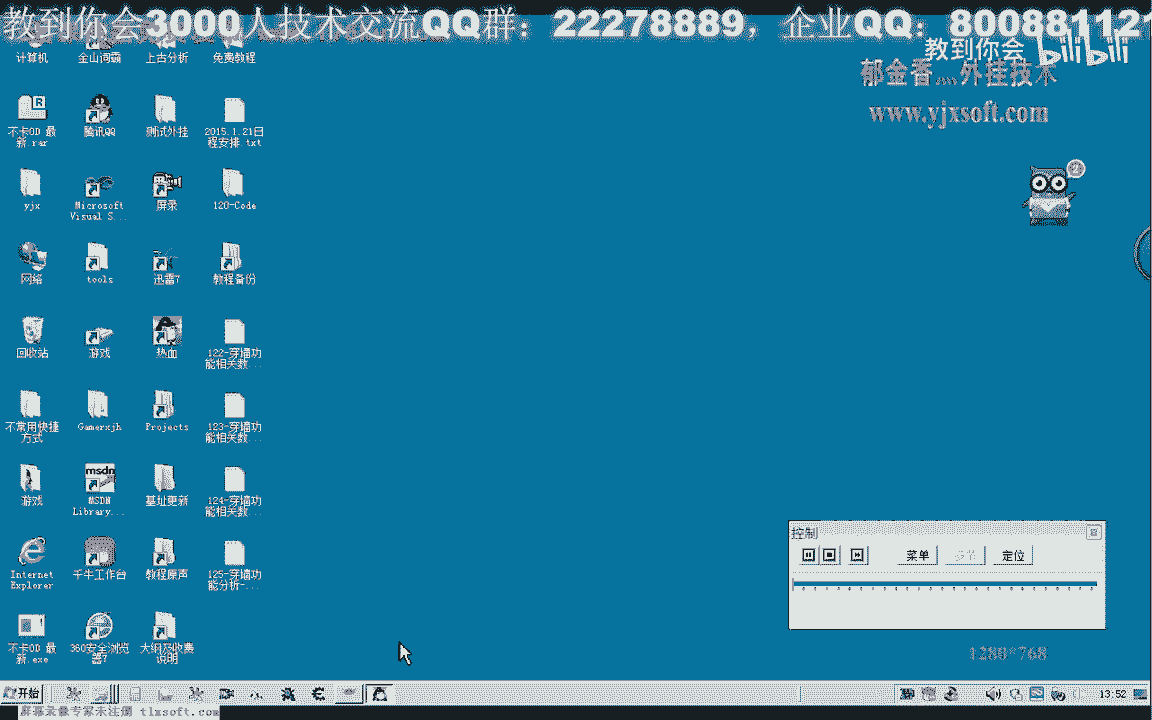 教到你会3000人技术交流QQ群：22278889，企业QQ：800881121
教到你会
bilibili
郁金香灬外挂技术
www.yjxsoft.com
计算机
金山词霸
上古分析
免费教程
不卡OD 最新.rar
腾讯QQ
测试外挂
2015.1.21日程安排.txt
yjx
Microsoft Visual S...
屏录
120-Code
网络
tools
迅雷7
教程备份
回收站
游戏
热血
122-穿墙功能相关数...
不常用快捷方式
Gamerxjh
Projects
123-穿墙功能相关数...
游戏
msdn
MSDN Library...
基址更新
124-穿墙功能相关数...
Internet Explorer
千牛工作台
教程原声
125-穿墙功能分析-...
不卡OD 最新.exe
360安全浏览器7
大纲及收费说明
控制
菜单
步节
定位
1280*768
开始
13:52
屏幕录像专家未注册 tlxsoft.com